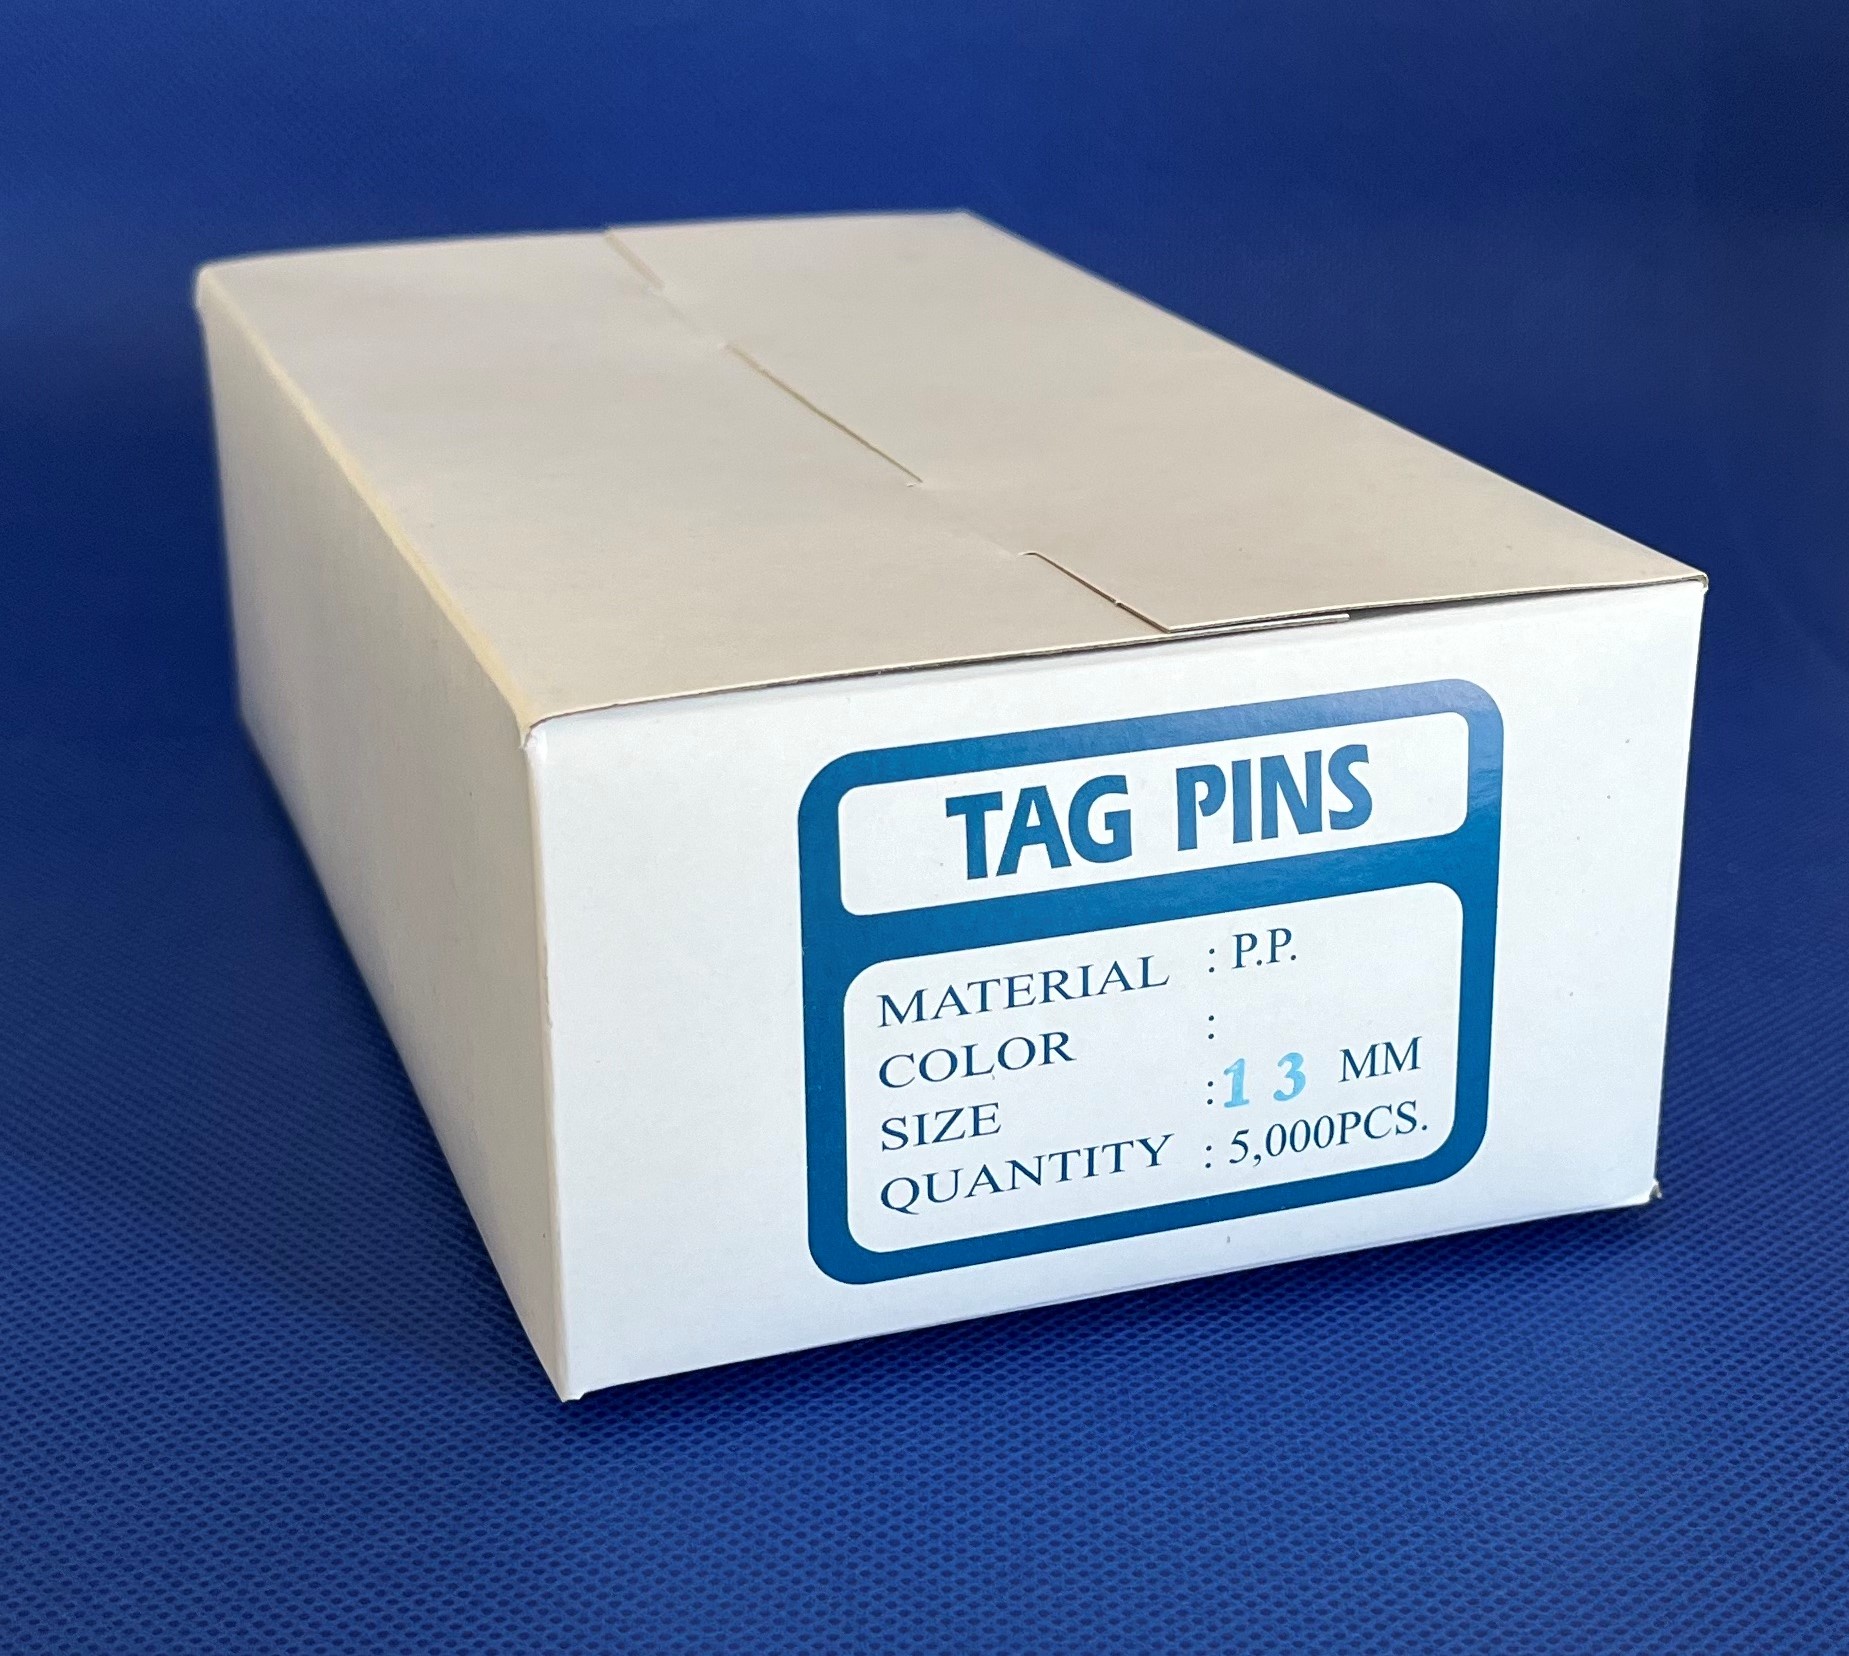 TAG PINS
MATERIAL : P.P.
COLOR :
SIZE : 13 MM
QUANTITY : 5,000PCS.